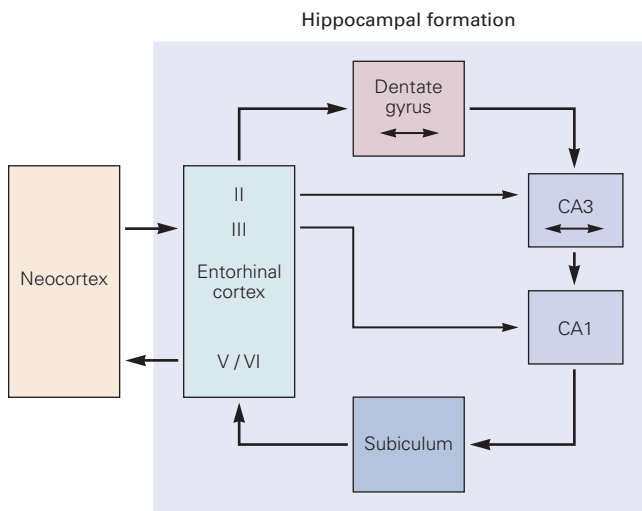 Hippocampal formation
Dentate
gyrus
II
III
Entorhinal
cortex
V / VI
Neocortex
CA3
CA1
Subiculum